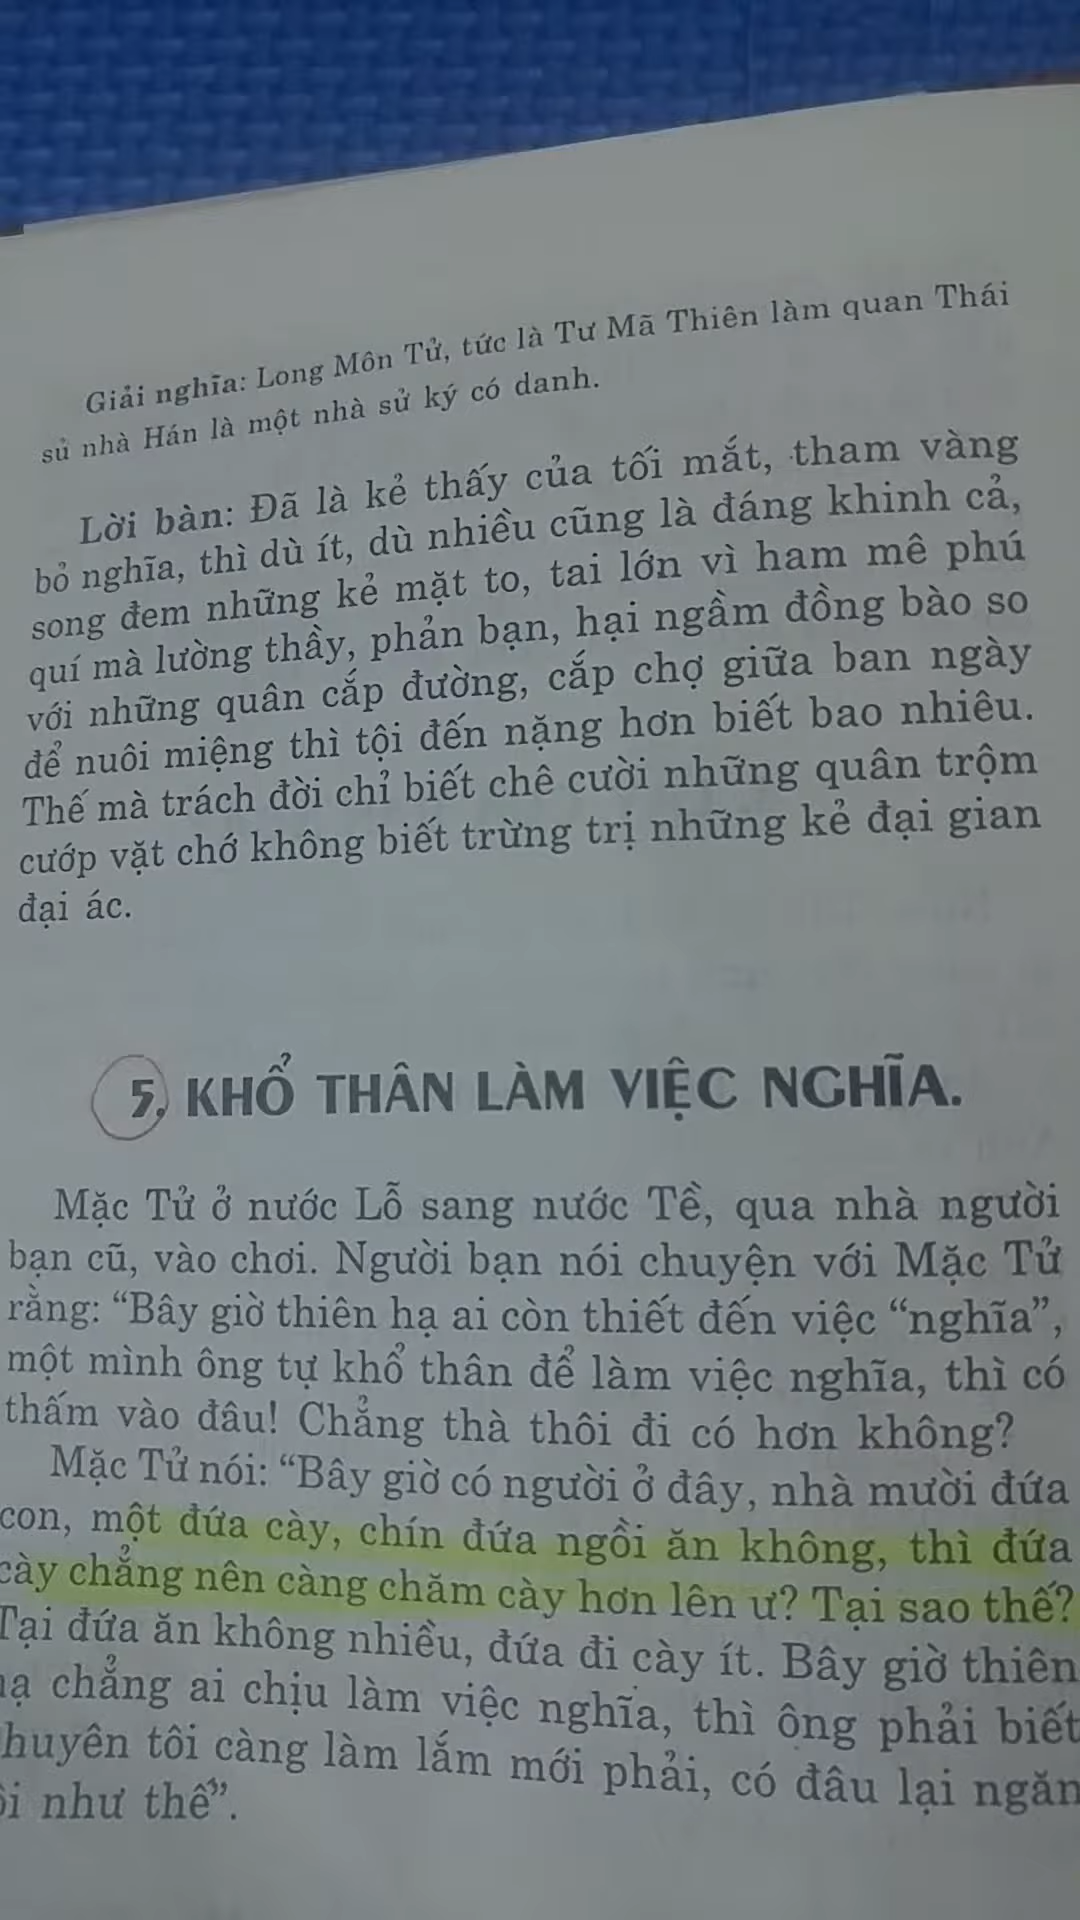 Giải nghĩa: Long Môn Tử, tức là Tư Mã Thiên làm quan Thái
sủ nhà Hán là một nhà sử ký có danh.
Lời bàn: Đã là kẻ thấy của tối mắt, tham vàng
bỏ nghĩa, thì dù ít, dù nhiều cũng là đáng khinh cả,
song đem những kẻ mặt to, tai lớn vì ham mê phú
quí mà lường thầy, phản bạn, hại ngầm đồng bào so
với những quân cắp đường, cắp chợ giữa ban ngày
để nuôi miệng thì tội đến nặng hơn biết bao nhiêu.
Thế mà trách đời chỉ biết chê cười những quân trộm
cướp vặt chớ không biết trừng trị những kẻ đại gian
đại ác.
5, KHỔ THÂN LÀM VIỆC NGHĨA.
Mặc Tử ở nước Lỗ sang nước Tề, qua nhà người
bạn cũ, vào chơi. Người bạn nói chuyện với Mặc Tử
rằng: “Bây giờ thiên hạ ai còn thiết đến việc “nghĩa”,
một mình ông tự khổ thân để làm việc nghĩa, thì có
thấm vào đâu! Chẳng thà thôi đi có hơn không?
Mặc Tử nói: “Bây giờ có người ở đây, nhà mười đứa
con, một đứa cày, chín đứa ngồi ăn không, thì đứa
cày chẳng nên càng chăm cày hơn lên ư? Tại sao thế?
Tại đứa ăn không nhiều, đứa đi cày ít. Bây giờ thiên
hạ chẳng ai chịu làm việc nghĩa, thì ông phải biết
huyên tôi càng làm lắm mới phải, có đâu lại ngăn
ôi như thế”.